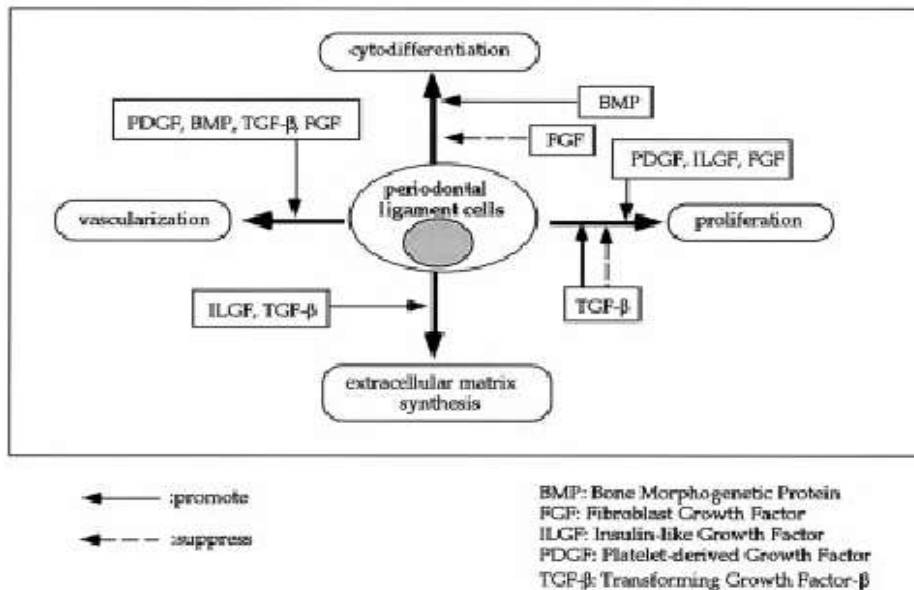 cytodifferentiation
BMP
PDGF, BMP, TGF-β, FGF
FGF
PDGF, ILGF, FGF
periodontal
ligament cells
vascularization
proliferation
ILGF, TGF-β
TGF-β
extracellular matrix
synthesis
:promote
:suppress
BMP: Bone Morphogenetic Protein
FGF: Fibroblast Growth Factor
ILGF: Insulin-like Growth Factor
PDGF: Platelet-derived Growth Factor
TGF-β: Transforming Growth Factor-β